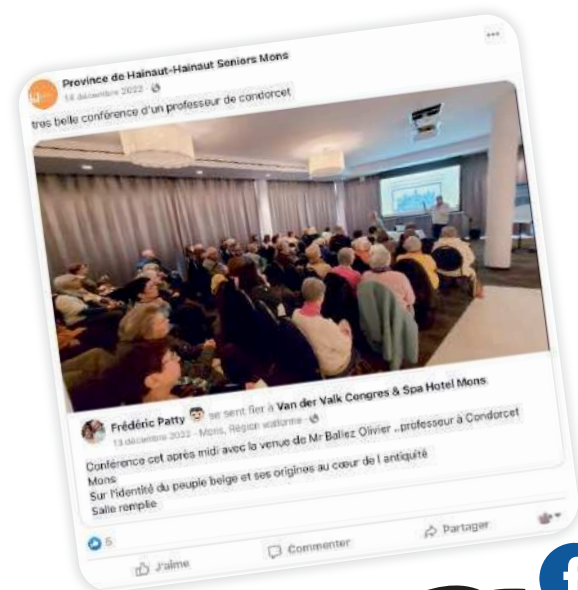 Province de Hainaut-Hainaut Seniors Mons
14 décembre 2022
tres belle conférence d'un professeur de condorcet
Frédéric Patty se sent fier à Van der Valk Congres & Spa Hotel Mons.
13 décembre 2022 · Mons, Région wallonne
Conférence cet après midi avec la venue de Mr Ballez Olivier ..professeur à Condorcet
Mons
Sur l'identité du peuple belge et ses origines au cœur de l antiquité
Salle remplie
5
J'aime
Commenter
Partager